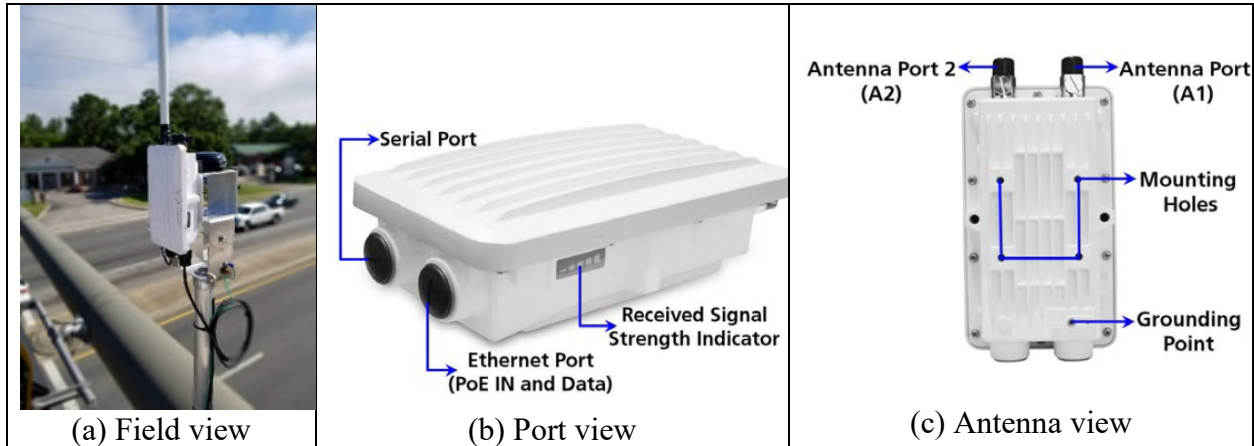 Serial Port
Received Signal
Strength Indicator
Ethernet Port
(PoE IN and Data)
Antenna Port 2
(A2)
Antenna Port
(A1)
Mounting
Holes
Grounding
Point
(a) Field view
(b) Port view
(c) Antenna view